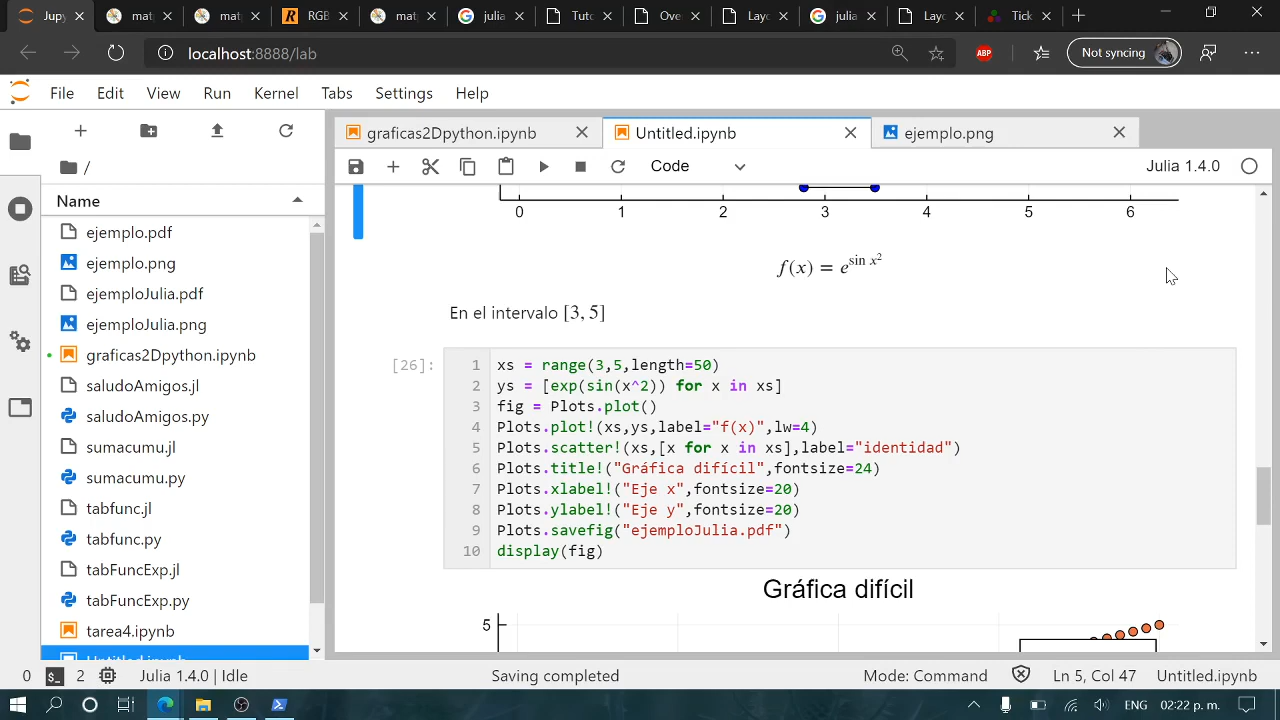 Jup
mat
mat
RGB
mat
julia
Tuto
Ove
Layo
julia
Layo
Tick
localhost:8888/lab
ABP
Not syncing
File Edit View Run Kernel Tabs Settings Help
graficas2Dpython.ipynb
Untitled.ipynb
ejemplo.png
Code
Julia 1.4.0
/
Name
ejemplo.pdf
ejemplo.png
ejemploJulia.pdf
ejemploJulia.png
graficas2Dpython.ipynb
saludoAmigos.jl
saludoAmigos.py
sumacumu.jl
sumacumu.py
tabfunc.jl
tabfunc.py
tabFuncExp.jl
tabFuncExp.py
tarea4.ipynb
Untitled.ipynb
0 1 2 3 4 5 6
f(x) = e^{sin x^2}
En el intervalo [3, 5]
[26]:
1 xs = range(3,5,length=50)
2 ys = [exp(sin(x^2)) for x in xs]
3 fig = Plots.plot()
4 Plots.plot!(xs,ys,label="f(x)",lw=4)
5 Plots.scatter!(xs,[x for x in xs],label="identidad")
6 Plots.title!("Gráfica difícil",fontsize=24)
7 Plots.xlabel!("Eje x",fontsize=20)
8 Plots.ylabel!("Eje y",fontsize=20)
9 Plots.savefig("ejemploJulia.pdf")
10 display(fig)
Gráfica difícil
5
0 2 Julia 1.4.0 | Idle
Saving completed
Mode: Command
Ln 5, Col 47
Untitled.ipynb
ENG
02:22 p. m.